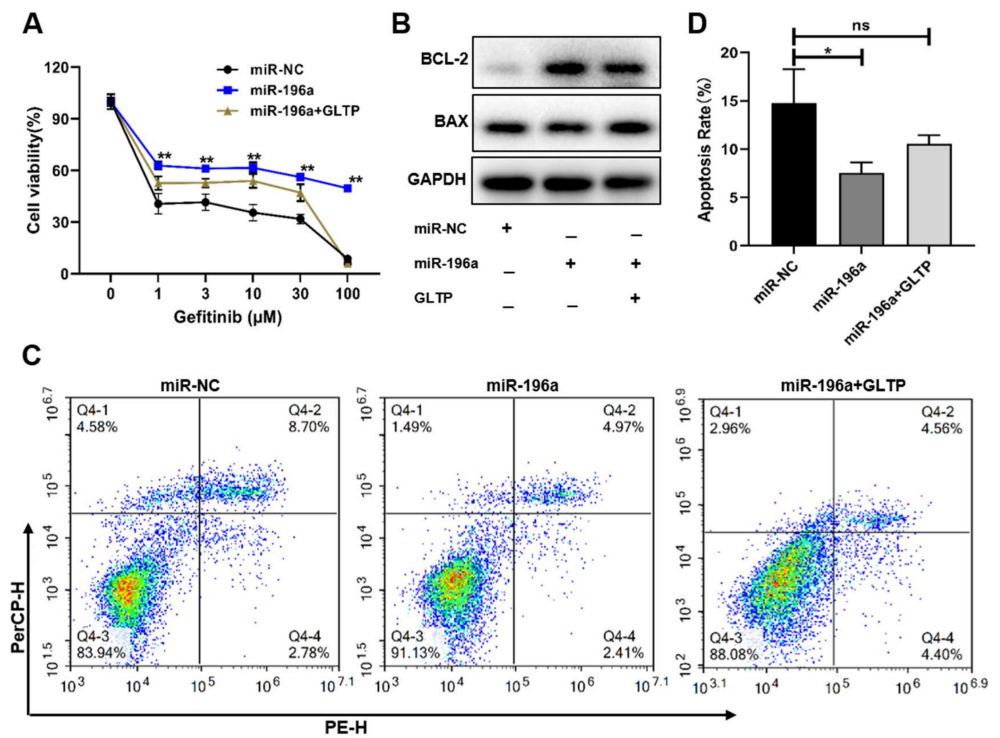 A
miR-NC
miR-196a
miR-196a+GLTP
120
90
60
30
0
Cell viability(%)
** ** ** ** **
0 1 3 10 30 100
Gefitinib (μM)
B
BCL-2
BAX
GAPDH
miR-NC + – –
miR-196a – + +
GLTP – – +
D
ns
*
20
15
10
5
0
Apoptosis Rate(%)
miR-NC miR-196a miR-196a+GLTP
C
miR-NC
10^6.7
10^5
10^4
10^3
10^1.5
Q4-1
4.58%
Q4-2
8.70%
Q4-3
83.94%
Q4-4
2.78%
10^3 10^4 10^5 10^6 10^7.1
miR-196a
10^6.7
10^5
10^4
10^3
10^1.5
Q4-1
1.49%
Q4-2
4.97%
Q4-3
91.13%
Q4-4
2.41%
10^3 10^4 10^5 10^6 10^7.1
miR-196a+GLTP
10^6.9
10^6
10^5
10^4
10^3
10^2
Q4-1
2.96%
Q4-2
4.56%
Q4-3
88.08%
Q4-4
4.40%
10^3.1 10^4 10^5 10^6 10^6.9
PerCP-H
PE-H